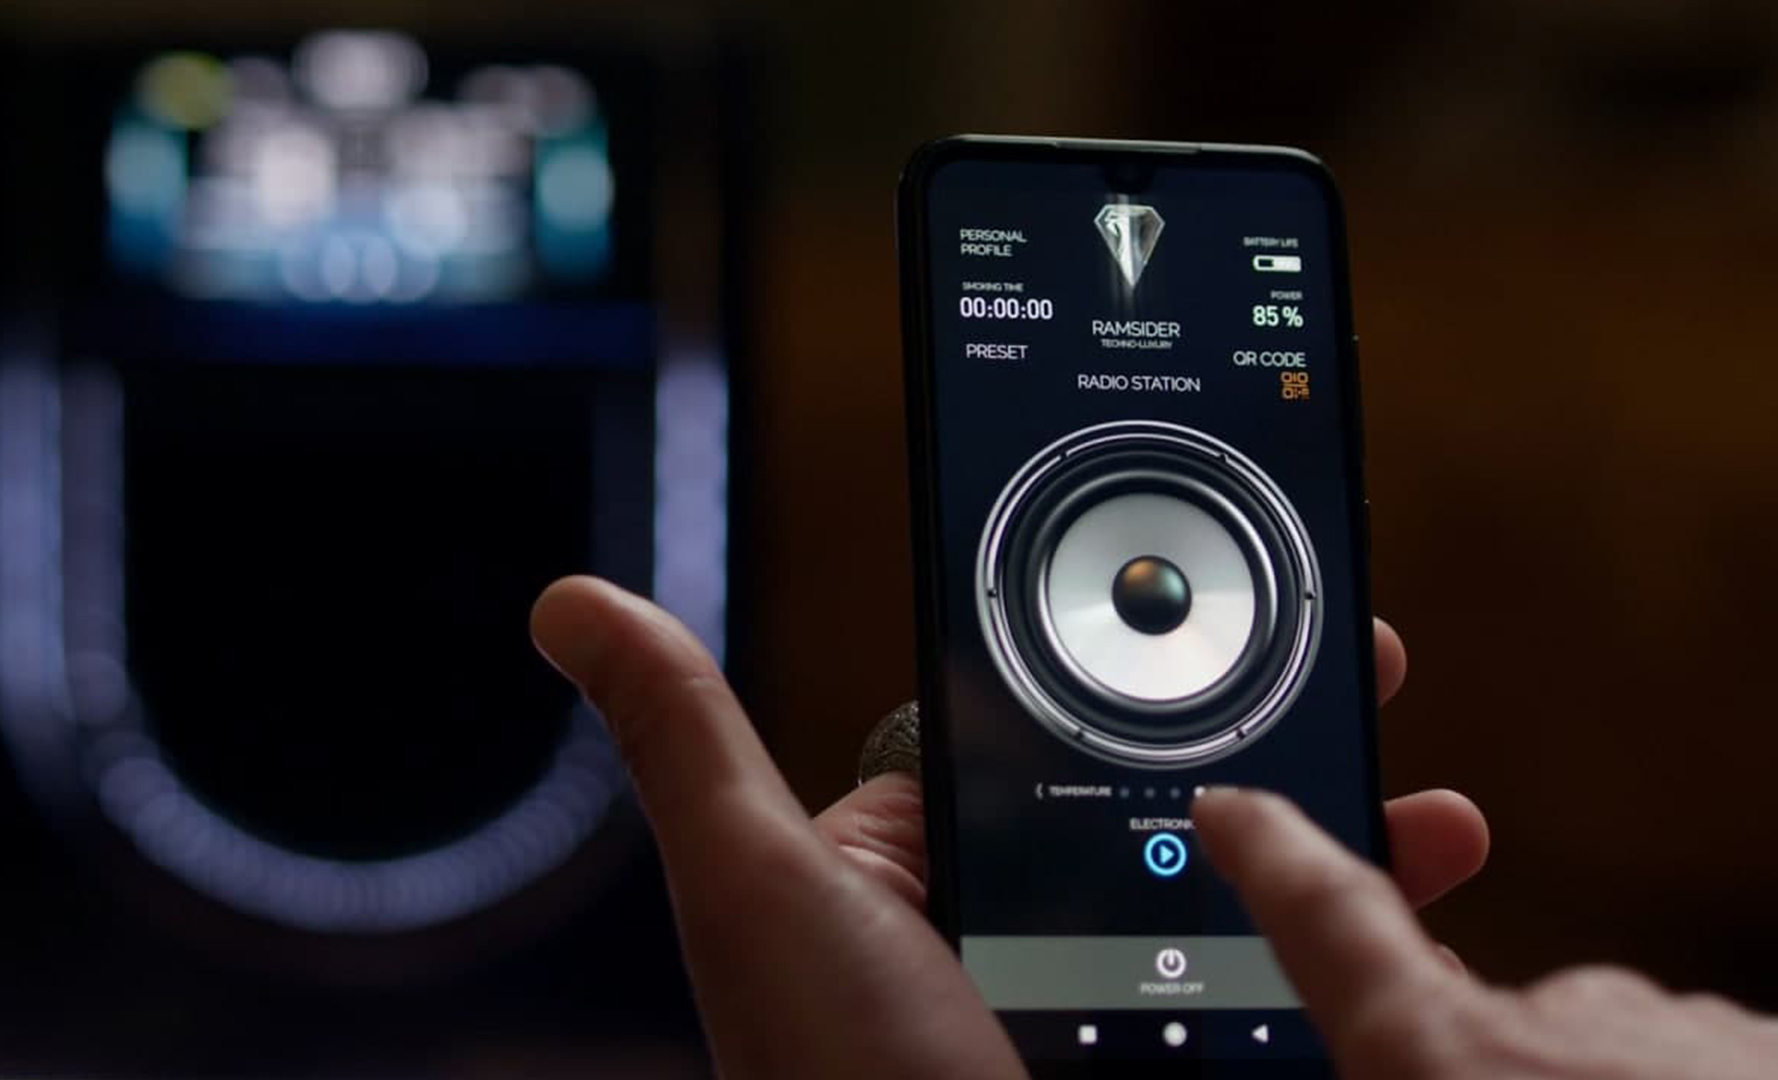 PERSONAL
PROFILE
SMOKING TIME
00:00:00
PRESET
RAMSIDER
TECHNO-LUXURY
RADIO STATION
BATTERY LIFE
POWER
85 %
QR CODE
TEMPERATURE
ELECTRONIC
POWER OFF